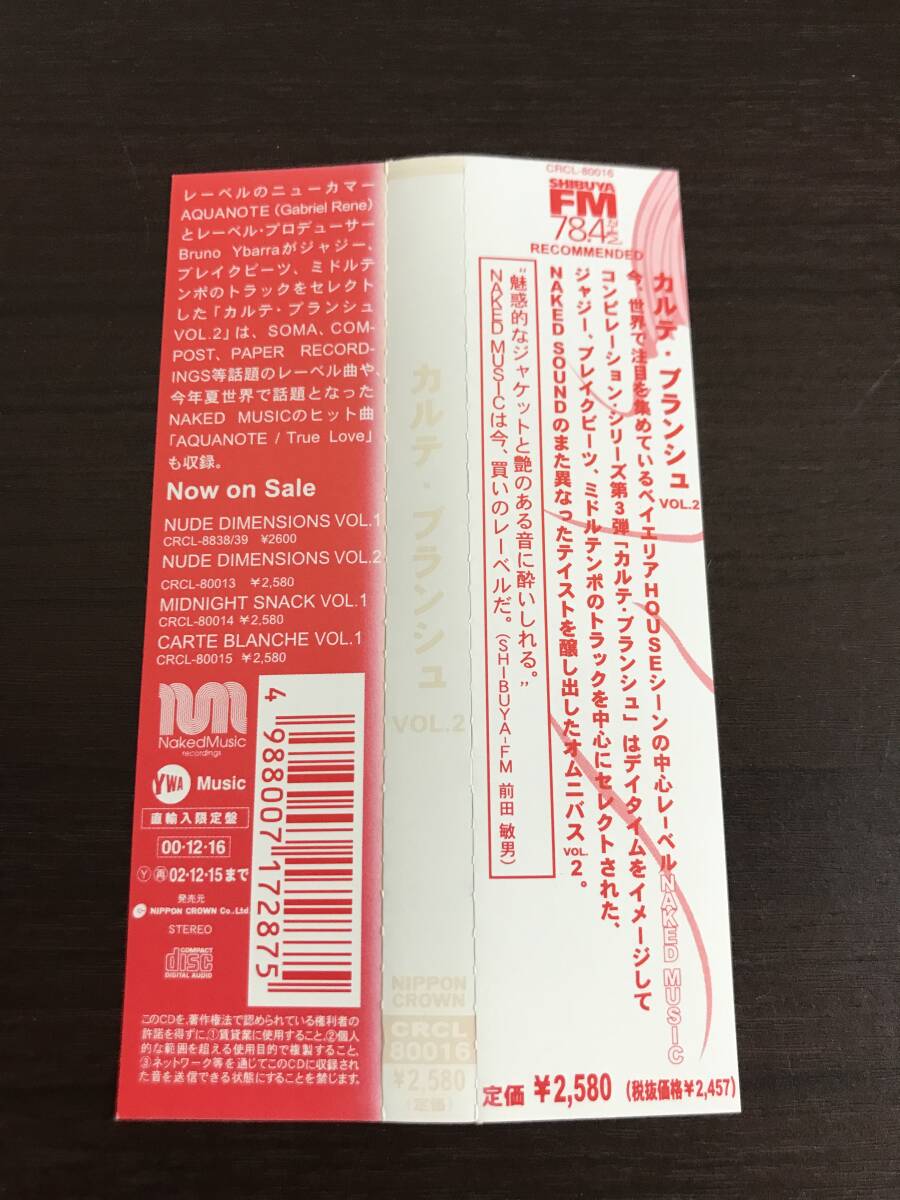 レーベルのニューカマー
AQUANOTE（Gabriel Rene）
とレーベル・プロデューサー
Bruno Ybarraがジャジー、
ブレイクビーツ、ミドルテ
ンポのトラックをセレクト
した「カルテ・ブランシュ
VOL.2」は、SOMA、COM-
POST、PAPER RECORD-
INGS等話題のレーベル曲や、
今年夏世界で話題となった
NAKED MUSICのヒット曲
「AQUANOTE / True Love」
も収録。
Now on Sale
NUDE DIMENSIONS VOL.1
CRCL-8838/39 ¥2600
NUDE DIMENSIONS VOL.2
CRCL-80013 ¥2,580
MIDNIGHT SNACK VOL.1
CRCL-80014 ¥2,580
CARTE BLANCHE VOL.1
CRCL-80015 ¥2,580
NakedMusic
recordings
YWA Music
直輸入限定盤
00・12・16
Ⓨ㊢02・12・15まで
発売元
NIPPON CROWN Co.,Ltd
STEREO
COMPACT
disc
DIGITAL AUDIO
4988007172875
このCDを、著作権法で認められている権利者の
許諾を得ずに、①賃貸業に使用すること、②個人
的な範囲を超える使用目的で複製すること、
③ネットワーク等を通じてこのCDに収録され
た音を送信できる状態にすることを禁じます。
カルテ・ブランシュ
VOL.2
NIPPON
CROWN
CRCL
80016
¥2,580
（定価）
CRCL-80016
SHIBUYA
FM
78.4MHz
RECOMMENDED
カルテ・ブランシュ VOL.2
今、世界で注目を集めているベイエリアHOUSEシーンの中心レーベルNAKED MUSIC
コンピレーション・シリーズ第3弾「カルテ・ブランシュ」はデイタイムをイメージして
ジャジー、ブレイクビーツ、ミドルテンポのトラックを中心にセレクトされた、
NAKED SOUNDのまた異なったテイストを醸し出したオムニバスVOL.2。
“魅惑的なジャケットと艶のある音に酔いしれる。”
NAKED MUSICは今、買いのレーベルだ。（SHIBUYA-FM 前田 敏男）
定価 ¥2,580（税抜価格¥2,457）